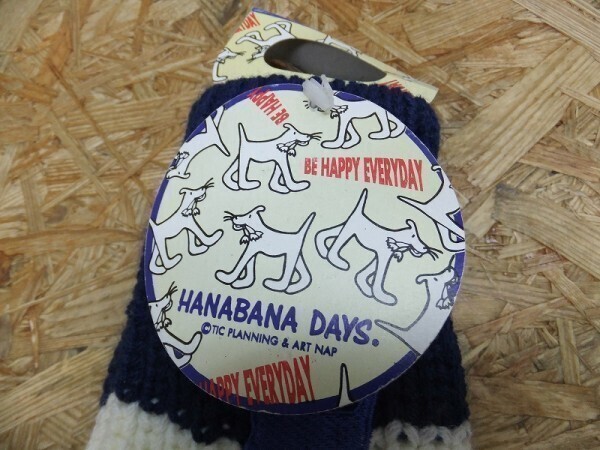 BE HAPPY
BE HAPPY EVERYDAY
HANABANA DAYS.
©TIC PLANNING & ART NAP
HAPPY EVERYDAY